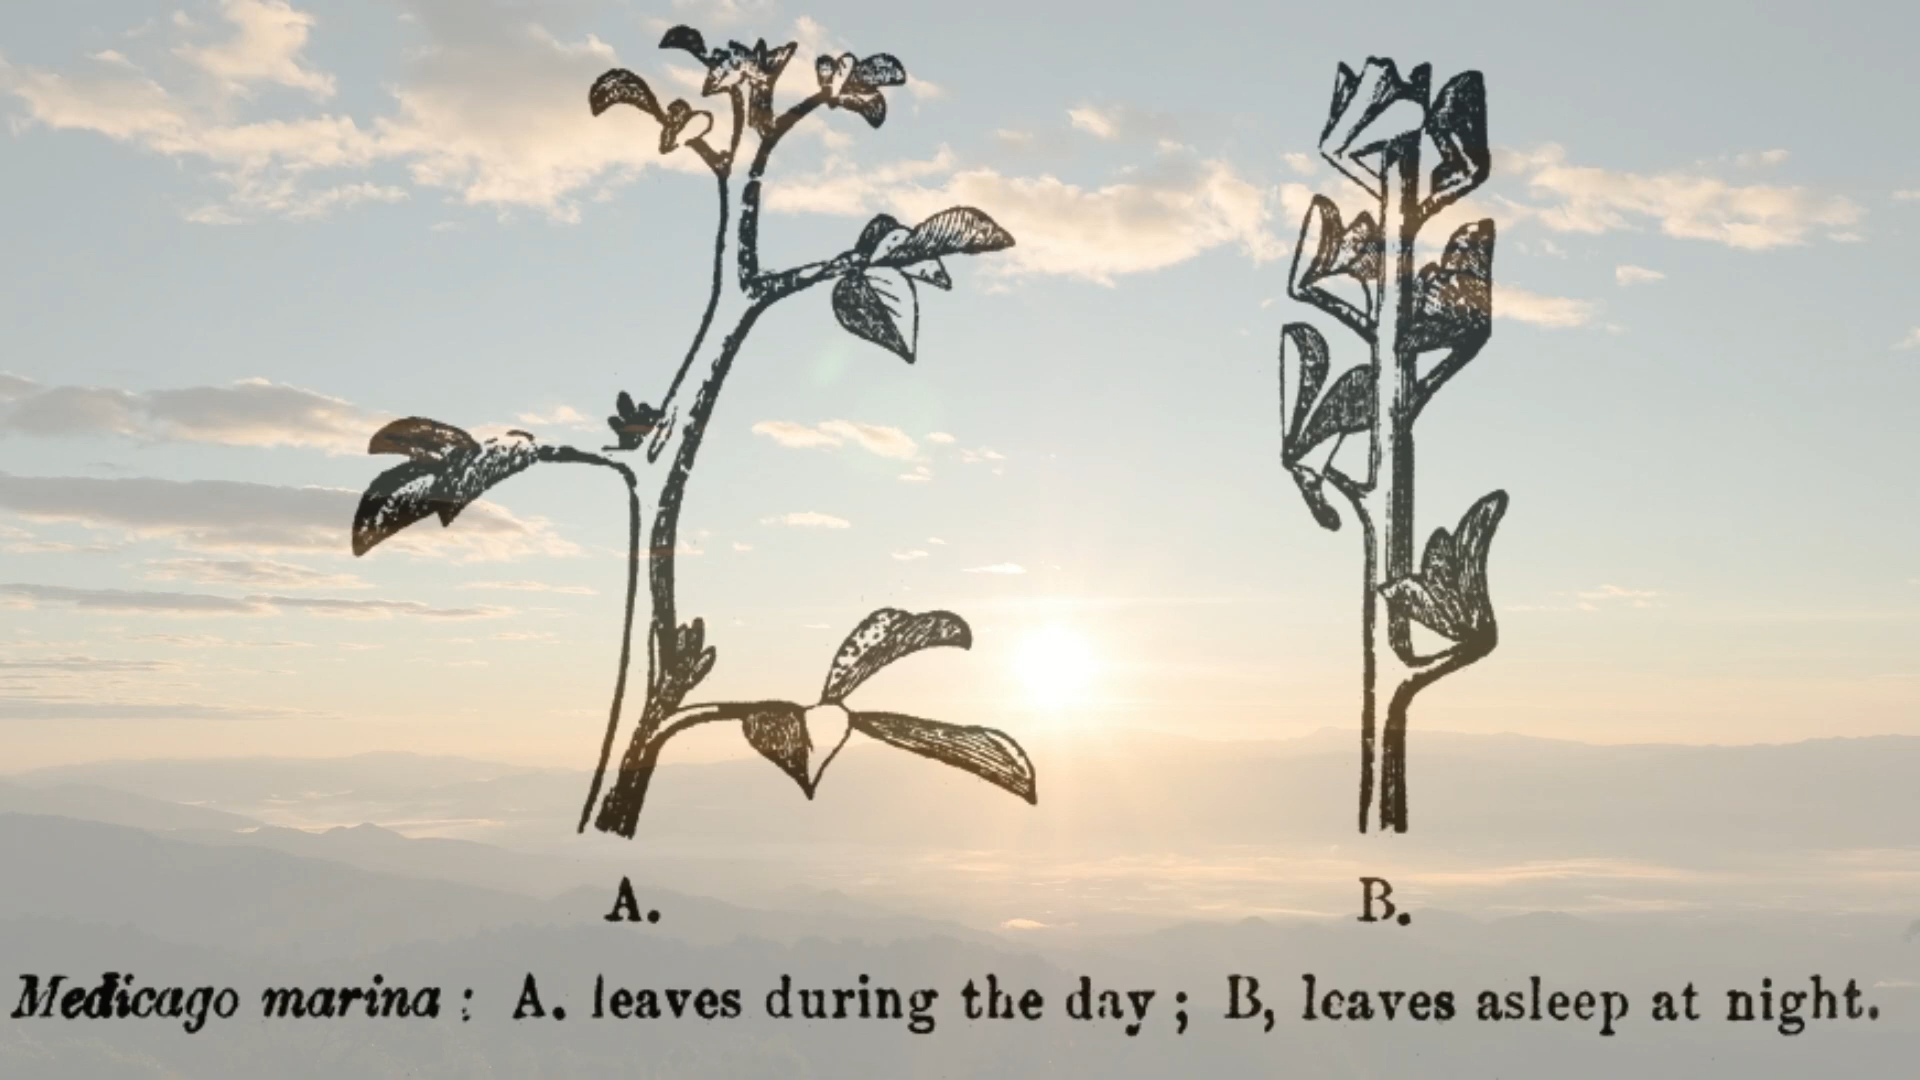 A.
B.
Medicago marina : A. leaves during the day ; B, leaves asleep at night.